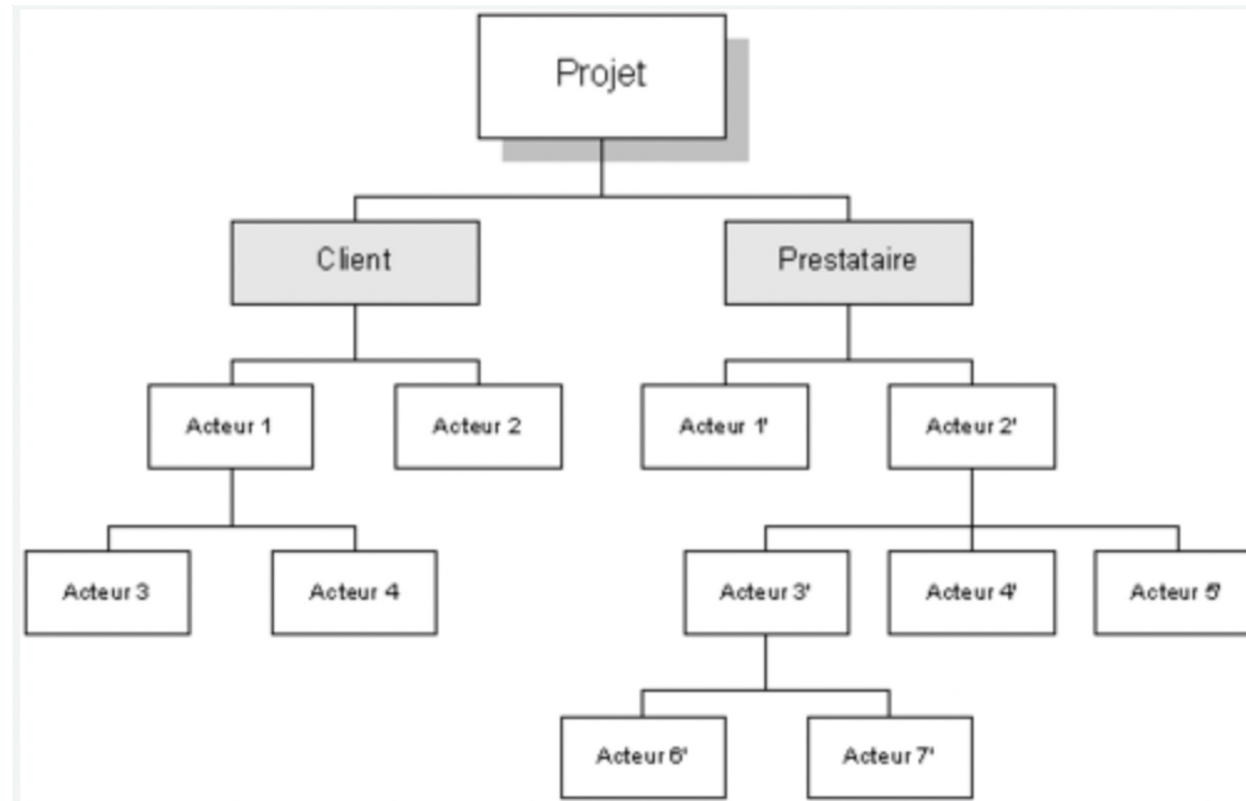 Projet
Client
Prestataire
Acteur 1
Acteur 2
Acteur 1'
Acteur 2'
Acteur 3
Acteur 4
Acteur 3'
Acteur 4'
Acteur 5'
Acteur 6'
Acteur 7'